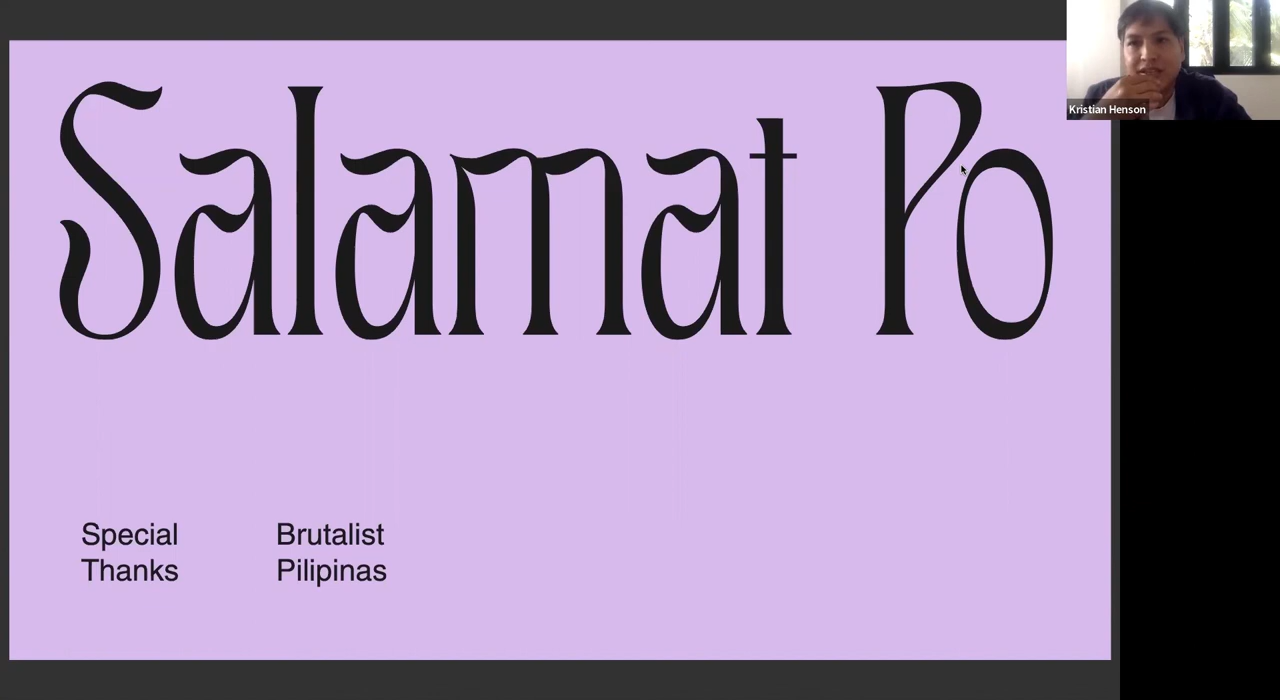 Salamat Po
Kristian Henson
Special
Thanks
Brutalist
Pilipinas